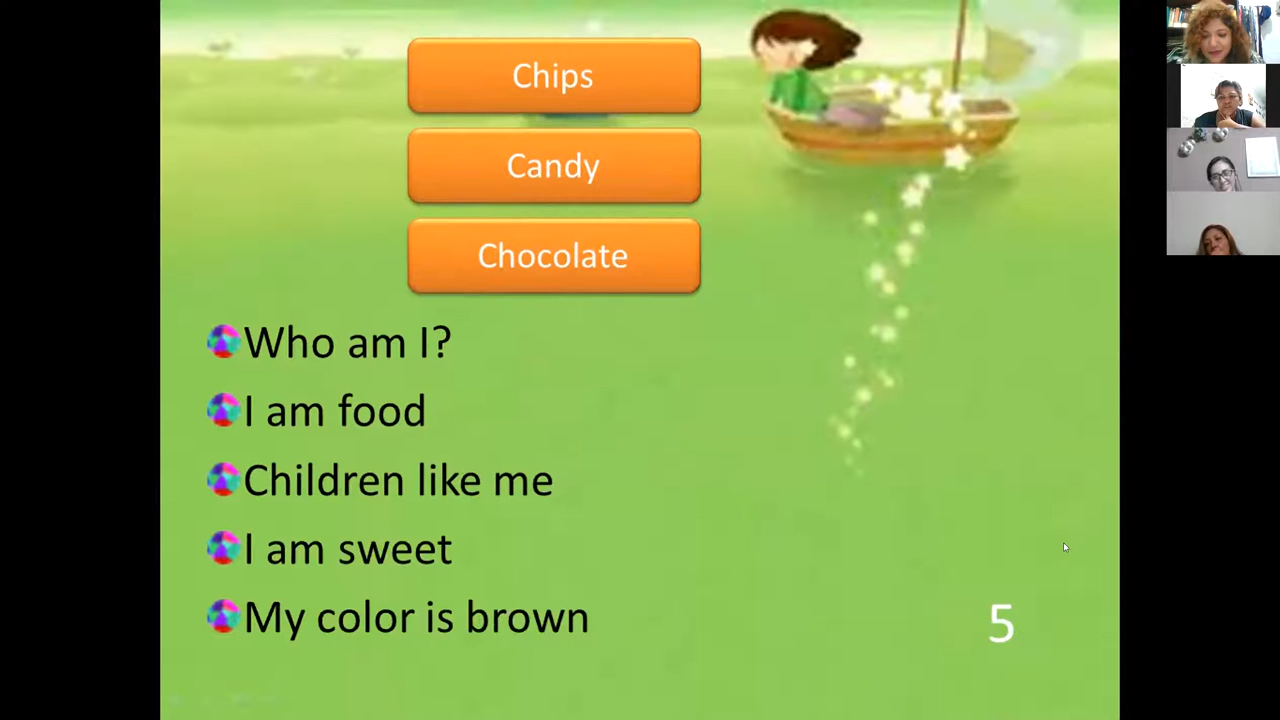 Chips
Candy
Chocolate
Who am I?
I am food
Children like me
I am sweet
My color is brown
5